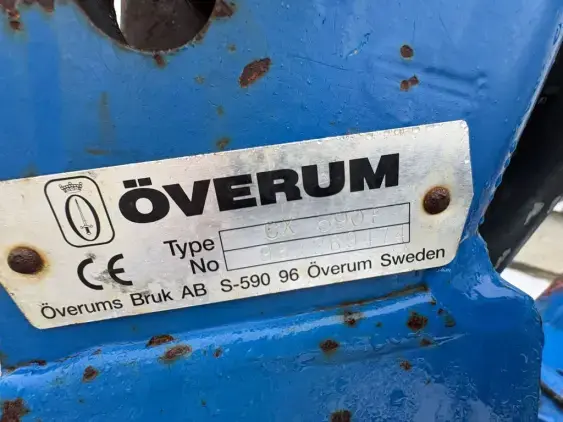 ÖVERUM
Type
No
CE
Överums Bruk AB S-590 96 Överum Sweden